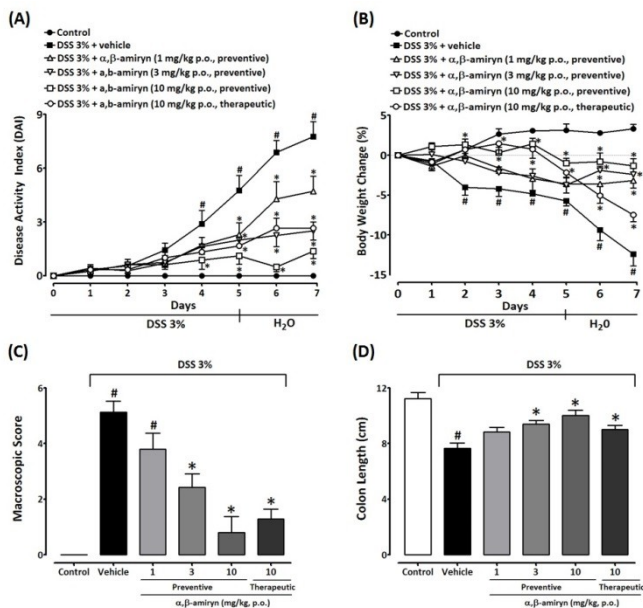 (A)
Control
DSS 3% + vehicle
DSS 3% + α,β-amiryn (1 mg/kg p.o., preventive)
DSS 3% + a,b-amiryn (3 mg/kg p.o., preventive)
DSS 3% + a,b-amiryn (10 mg/kg p.o., preventive)
DSS 3% + a,b-amiryn (10 mg/kg p.o., therapeutic)
Disease Activity Index (DAI)
9
6
3
0
# # # #
* * * * * * * * * *
0 1 2 3 4 5 6 7
Days
DSS 3% H₂O
(B)
Control
DSS 3% + vehicle
DSS 3% + α,β-amiryn (1 mg/kg p.o., preventive)
DSS 3% + α,β-amiryn (3 mg/kg p.o., preventive)
DSS 3% + α,β-amiryn (10 mg/kg p.o., preventive)
DSS 3% + α,β-amiryn (10 mg/kg p.o., therapeutic)
Body Weight Change (%)
5
0
-5
-10
-15
* * * * * * * * *
# # # # # #
0 1 2 3 4 5 6 7
Days
DSS 3% H₂0
(C)
DSS 3%
Macroscopic Score
6
4
2
0
# # * * *
Control Vehicle 1 3 10 10
Preventive Therapeutic
α,β-amiryn (mg/kg, p.o.)
(D)
DSS 3%
Colon Length (cm)
12
9
6
3
0
# * * *
Control Vehicle 1 3 10 10
Preventive Therapeutic
α,β-amiryn (mg/kg, p.o.)